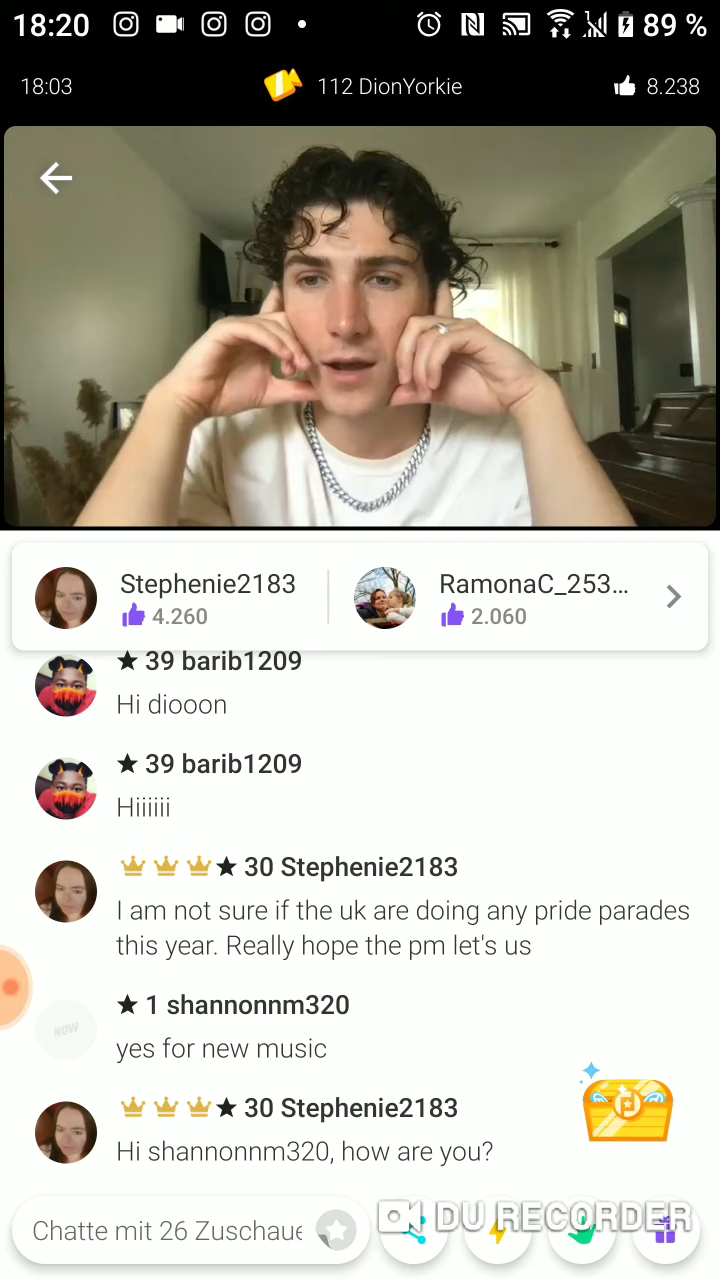 18:20
89 %
18:03
112 DionYorkie
8.238
Stephenie2183
4.260
RamonaC_253...
2.060
★ 39 barib1209
Hi diooon
★ 39 barib1209
Hiiiiii
★ 30 Stephenie2183
I am not sure if the uk are doing any pride parades
this year. Really hope the pm let's us
NOW
★ 1 shannonnm320
yes for new music
★ 30 Stephenie2183
Hi shannonnm320, how are you?
Chatte mit 26 Zuschaue
DU RECORDER